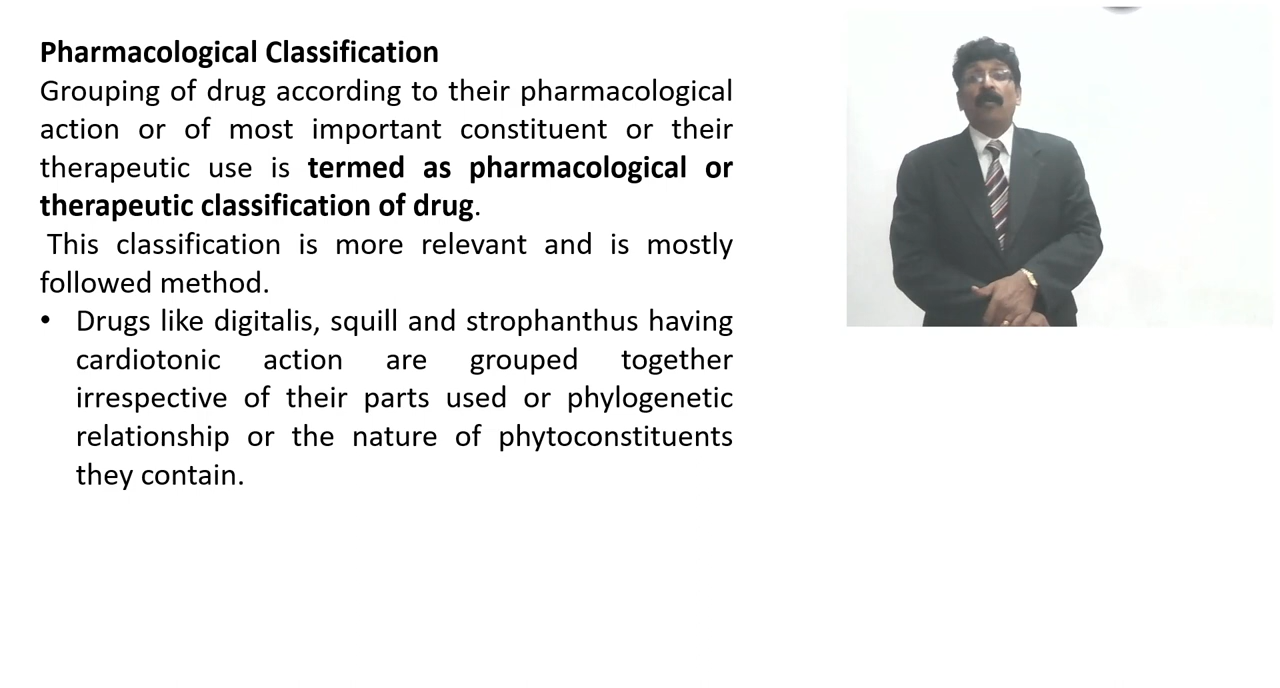 Pharmacological Classification
Grouping of drug according to their pharmacological
action or of most important constituent or their
therapeutic use is termed as pharmacological or
therapeutic classification of drug.
This classification is more relevant and is mostly
followed method.
• Drugs like digitalis, squill and strophanthus having
cardiotonic action are grouped together
irrespective of their parts used or phylogenetic
relationship or the nature of phytoconstituents
they contain.